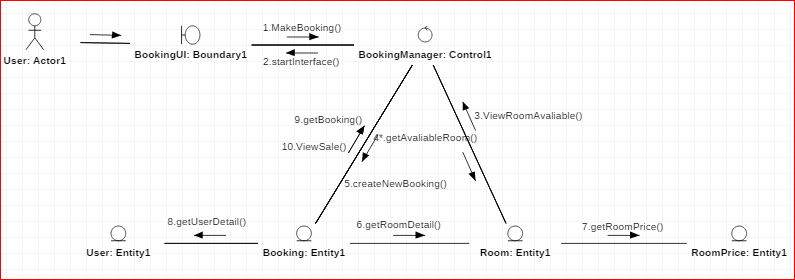 1.MakeBooking()
User: Actor1
BookingUI: Boundary1
BookingManager: Control1
2.startInterface()
3.ViewRoomAvaliable()
9.getBooking()
4*.getAvaliableRoom()
10.ViewSale()
5.createNewBooking()
8.getUserDetail()
6.getRoomDetail()
7.getRoomPrice()
User: Entity1
Booking: Entity1
Room: Entity1
RoomPrice: Entity1